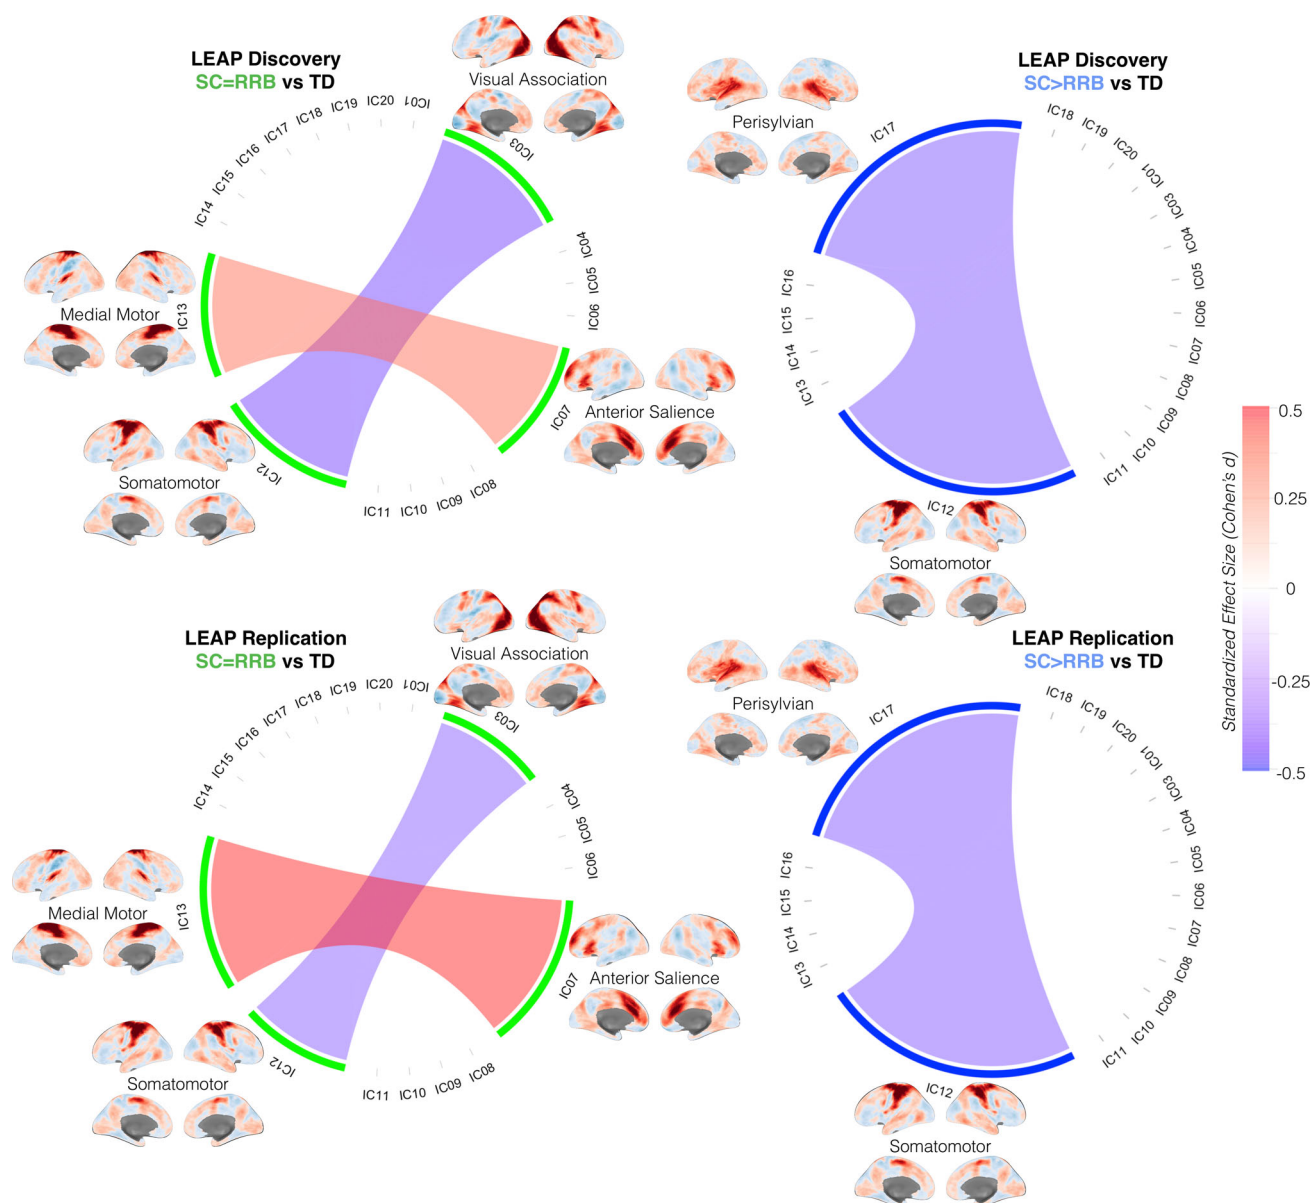 LEAP Discovery
SC=RRB vs TD
Visual Association
IC14
IC15
IC16
IC17
IC18
IC19
IC20
IC01
IC03
IC04
IC05
IC06
IC07
Anterior Salience
IC08
IC09
IC10
IC11
IC12
Somatomotor
IC13
Medial Motor
LEAP Discovery
SC>RRB vs TD
Perisylvian
IC17
IC18
IC19
IC20
IC01
IC03
IC04
IC05
IC06
IC07
IC08
IC09
IC10
IC11
IC12
Somatomotor
IC13
IC14
IC15
IC16
LEAP Replication
SC=RRB vs TD
Visual Association
IC14
IC15
IC16
IC17
IC18
IC19
IC20
IC01
IC03
IC04
IC05
IC06
IC07
Anterior Salience
IC08
IC09
IC10
IC11
IC12
Somatomotor
IC13
Medial Motor
LEAP Replication
SC>RRB vs TD
Perisylvian
IC17
IC18
IC19
IC20
IC01
IC03
IC04
IC05
IC06
IC07
IC08
IC09
IC10
IC11
IC12
Somatomotor
IC13
IC14
IC15
IC16
Standardized Effect Size (Cohen's d)
0.5
0.25
0
-0.25
-0.5